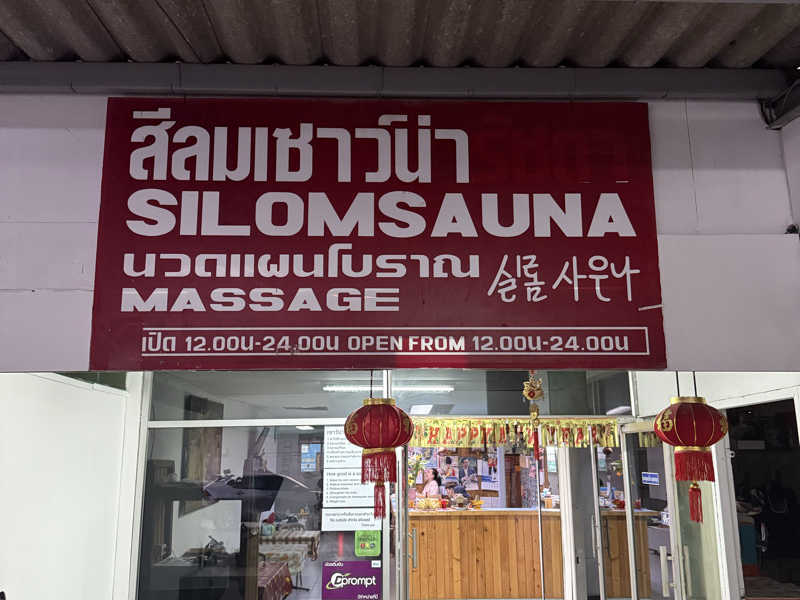 สีลมเซาว์น่า
SILOMSAUNA
นวดแผนโบราณ
MASSAGE
실롬 사우나
เปิด 12.00น-24.00น OPEN FROM 12.00น-24.00น
HAPPY
prompt